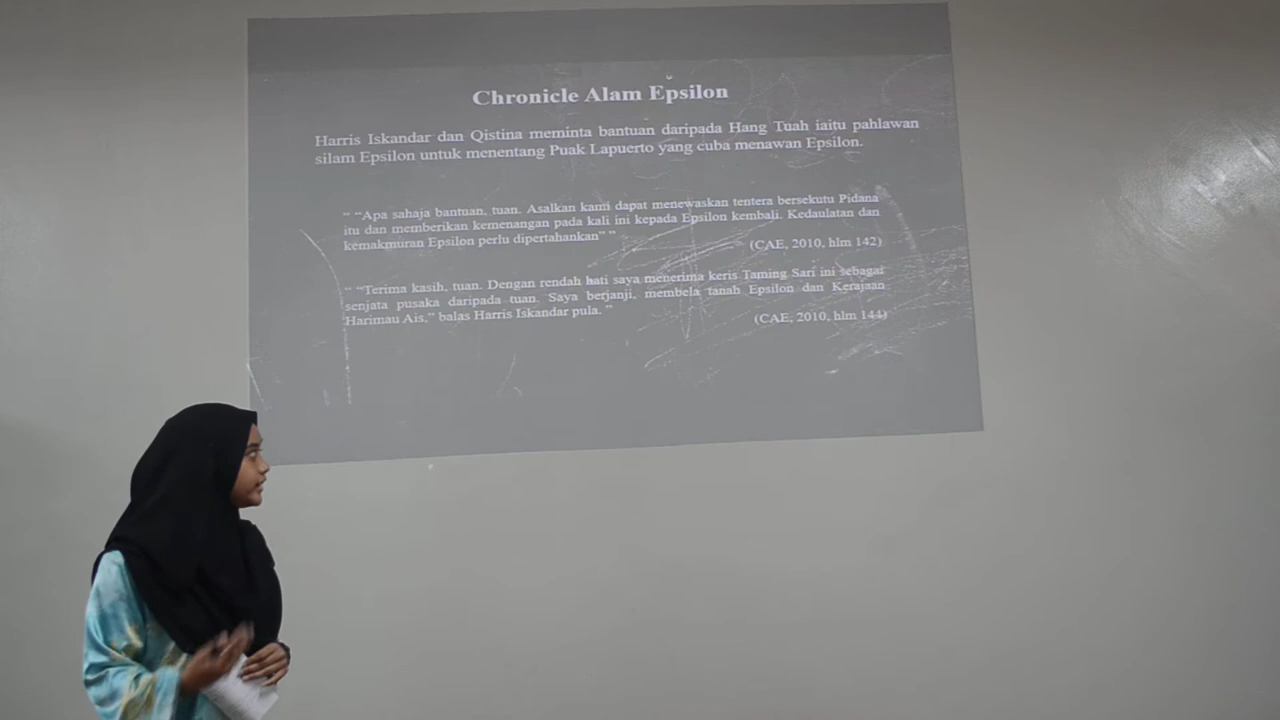 Chronicle Alam Epsilon
Harris Iskandar dan Qistina meminta bantuan daripada Hang Tuah iaitu pahlawan
silam Epsilon untuk menentang Puak Lapuerto yang cuba menawan Epsilon.
“ “Apa sahaja bantuan, tuan. Asalkan kami dapat menewaskan tentera bersekutu Pidana
itu dan memberikan kemenangan pada kali ini kepada Epsilon kembali. Kedaulatan dan
kemakmuran Epsilon perlu dipertahankan” ”
(CAE, 2010, hlm 142)
“ “Terima kasih, tuan. Dengan rendah hati saya menerima keris Taming Sari ini sebagai
senjata pusaka daripada tuan. Saya berjanji, membela tanah Epsilon dan Kerajaan
Harimau Ais,” balas Harris Iskandar pula. ”
(CAE, 2010, hlm 144)